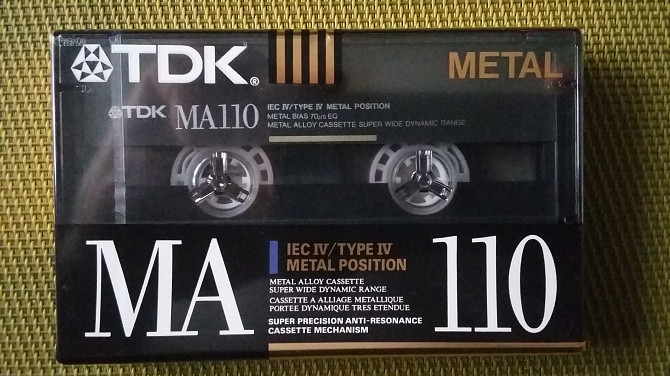 TDK®
METAL
TDK MA110
IEC IV/TYPE IV METAL POSITION
METAL BIAS 70µs EQ
METAL ALLOY CASSETTE SUPER WIDE DYNAMIC RANGE
MA
IEC IV/TYPE IV
METAL POSITION
METAL ALLOY CASSETTE
SUPER WIDE DYNAMIC RANGE
CASSETTE A ALLIAGE METALLIQUE
PORTEE DYNAMIQUE TRES ETENDUE
SUPER PRECISION ANTI-RESONANCE
CASSETTE MECHANISM
110